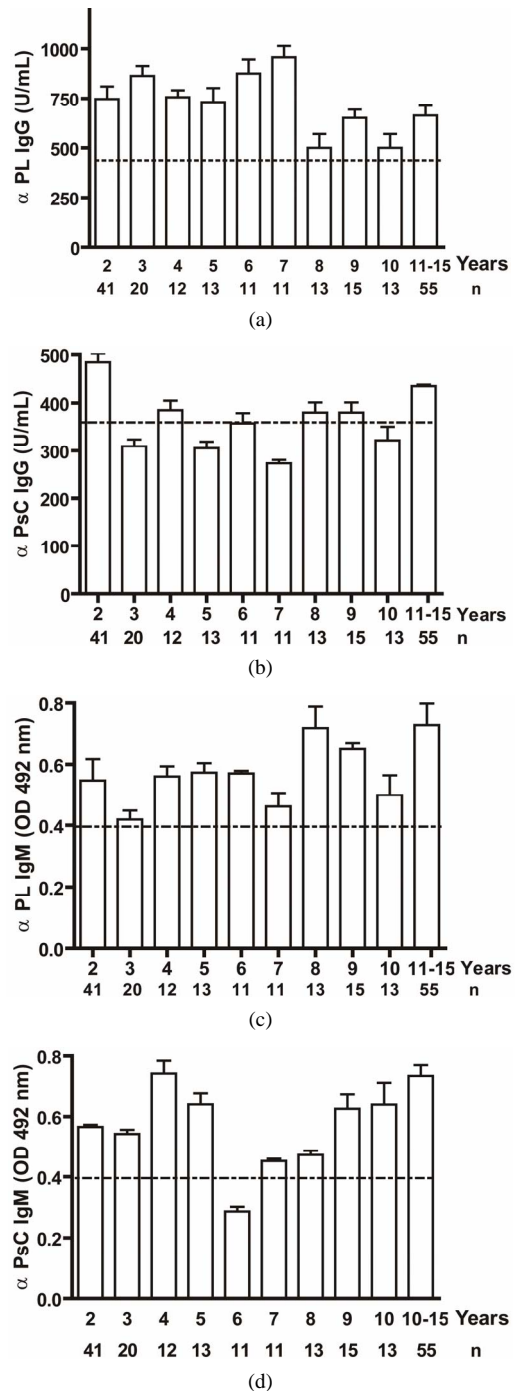 α PL IgG (U/mL)
1000
750
500
250
0
2 3 4 5 6 7 8 9 10 11-15 Years
41 20 12 13 11 11 13 15 13 55 n
(a)
α PsC IgG (U/mL)
500
400
300
200
100
0
2 3 4 5 6 7 8 9 10 11-15 Years
41 20 12 13 11 11 13 15 13 55 n
(b)
α PL IgM (OD 492 nm)
0.8
0.6
0.4
0.2
0.0
2 3 4 5 6 7 8 9 10 11-15 Years
41 20 12 13 11 11 13 15 13 55 n
(c)
α PsC IgM (OD 492 nm)
0.8
0.6
0.4
0.2
0.0
2 3 4 5 6 7 8 9 10 10-15 Years
41 20 12 13 11 11 13 15 13 55 n
(d)